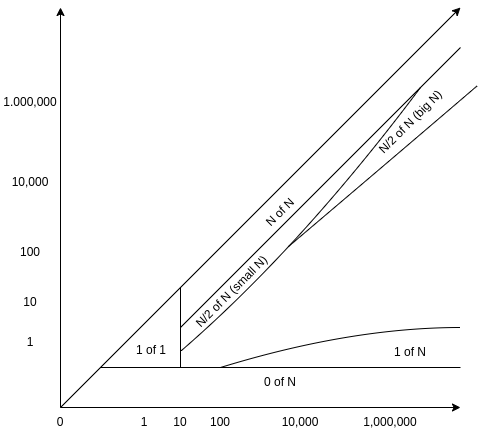 1.000,000
10,000
100
10
1
N of N
N/2 of N (big N)
N/2 of N (small N)
1 of 1
1 of N
0 of N
0
1
10
100
10,000
1,000,000